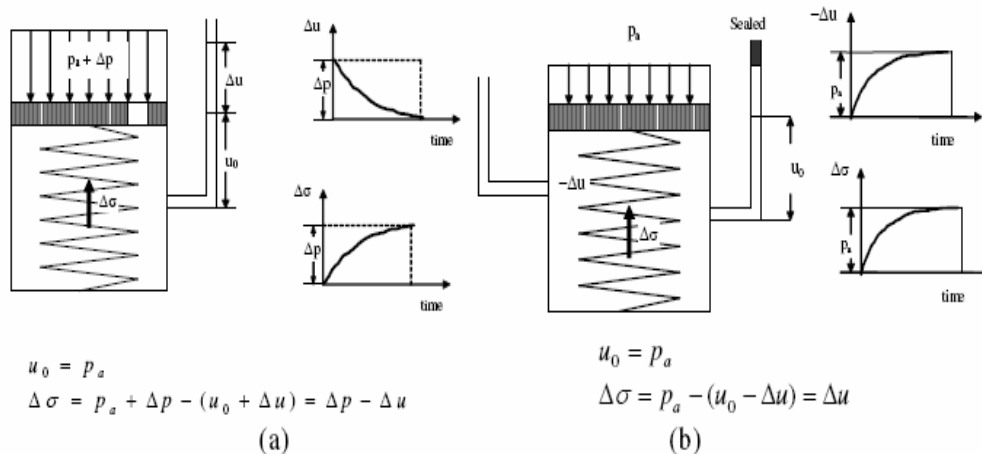 pₐ + Δp
Δu
u₀
Δσ
Δu
Δp
time
Δσ
Δp
time
u₀ = pₐ
Δσ = pₐ + Δp − (u₀ + Δu) = Δp − Δu
(a)
pₐ
Sealed
−Δu
Δσ
u₀
−Δu
pₐ
time
Δσ
pₐ
time
u₀ = pₐ
Δσ = pₐ − (u₀ − Δu) = Δu
(b)